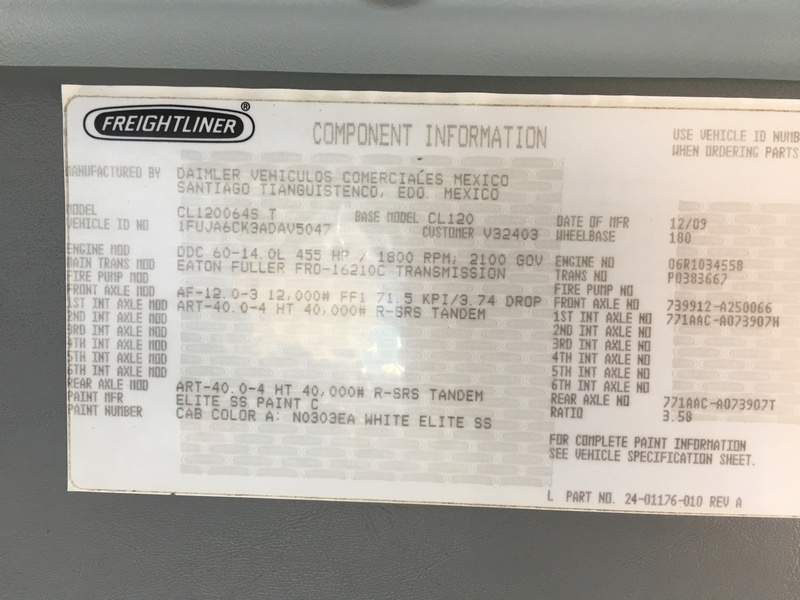 FREIGHTLINER ®
COMPONENT INFORMATION
USE VEHICLE ID NUMB
WHEN ORDERING PARTS
MANUFACTURED BY DAIMLER VEHICULOS COMERCIALES MEXICO
SANTIAGO TIANGUISTENCO, EDO. MEXICO
MODEL CL120064S T BASE MODEL CL120 DATE OF MFR 12/09
VEHICLE ID NO 1FUJA6CK3ADAV5047 CUSTOMER V32403 WHEELBASE 180
ENGINE MOD DDC 60-14.0L 455 HP / 1800 RPM; 2100 GOV ENGINE NO 06R1034558
MAIN TRANS MOD EATON FULLER FRO-16210C TRANSMISSION TRANS NO P0383667
FIRE PUMP MOD FIRE PUMP NO
FRONT AXLE MOD AF-12.0-3 12,000# FF1 71.5 KPI/3.74 DROP FRONT AXLE NO 739912-A250066
1ST INT AXLE MOD ART-40.0-4 HT 40,000# R-SRS TANDEM 1ST INT AXLE NO 771AAC-A073907H
2ND INT AXLE MOD 2ND INT AXLE NO
3RD INT AXLE MOD 3RD INT AXLE NO
4TH INT AXLE MOD 4TH INT AXLE NO
5TH INT AXLE MOD 5TH INT AXLE NO
6TH INT AXLE MOD 6TH INT AXLE NO
REAR AXLE MOD ART-40.0-4 HT 40,000# R-SRS TANDEM REAR AXLE NO 771AAC-A073907T
PAINT MFR ELITE SS PAINT C RATIO 3.58
PAINT NUMBER CAB COLOR A: N0303EA WHITE ELITE SS
FOR COMPLETE PAINT INFORMATION
SEE VEHICLE SPECIFICATION SHEET.
L PART NO. 24-01176-010 REV A